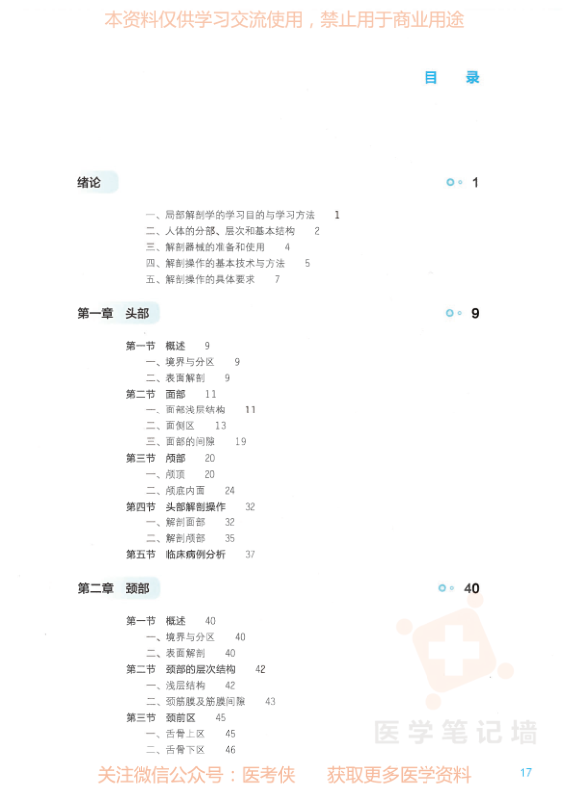 本资料仅供学习交流使用，禁止用于商业用途
目 录
绪论 1
一、局部解剖学的学习目的与学习方法 1
二、人体的分部、层次和基本结构 2
三、解剖器械的准备和使用 4
四、解剖操作的基本技术与方法 5
五、解剖操作的具体要求 7
第一章 头部 9
第一节 概述 9
一、境界与分区 9
二、表面解剖 9
第二节 面部 11
一、面部浅层结构 11
二、面侧区 13
三、面部的间隙 19
第三节 颅部 20
一、颅顶 20
二、颅底内面 24
第四节 头部解剖操作 32
一、解剖面部 32
二、解剖颅部 35
第五节 临床病例分析 37
第二章 颈部 40
第一节 概述 40
一、境界与分区 40
二、表面解剖 40
第二节 颈部的层次结构 42
一、浅层结构 42
二、颈筋膜及筋膜间隙 43
第三节 颈前区 45
一、舌骨上区 45
二、舌骨下区 46
医学笔记墙
关注微信公众号：医考侠 获取更多医学资料
17